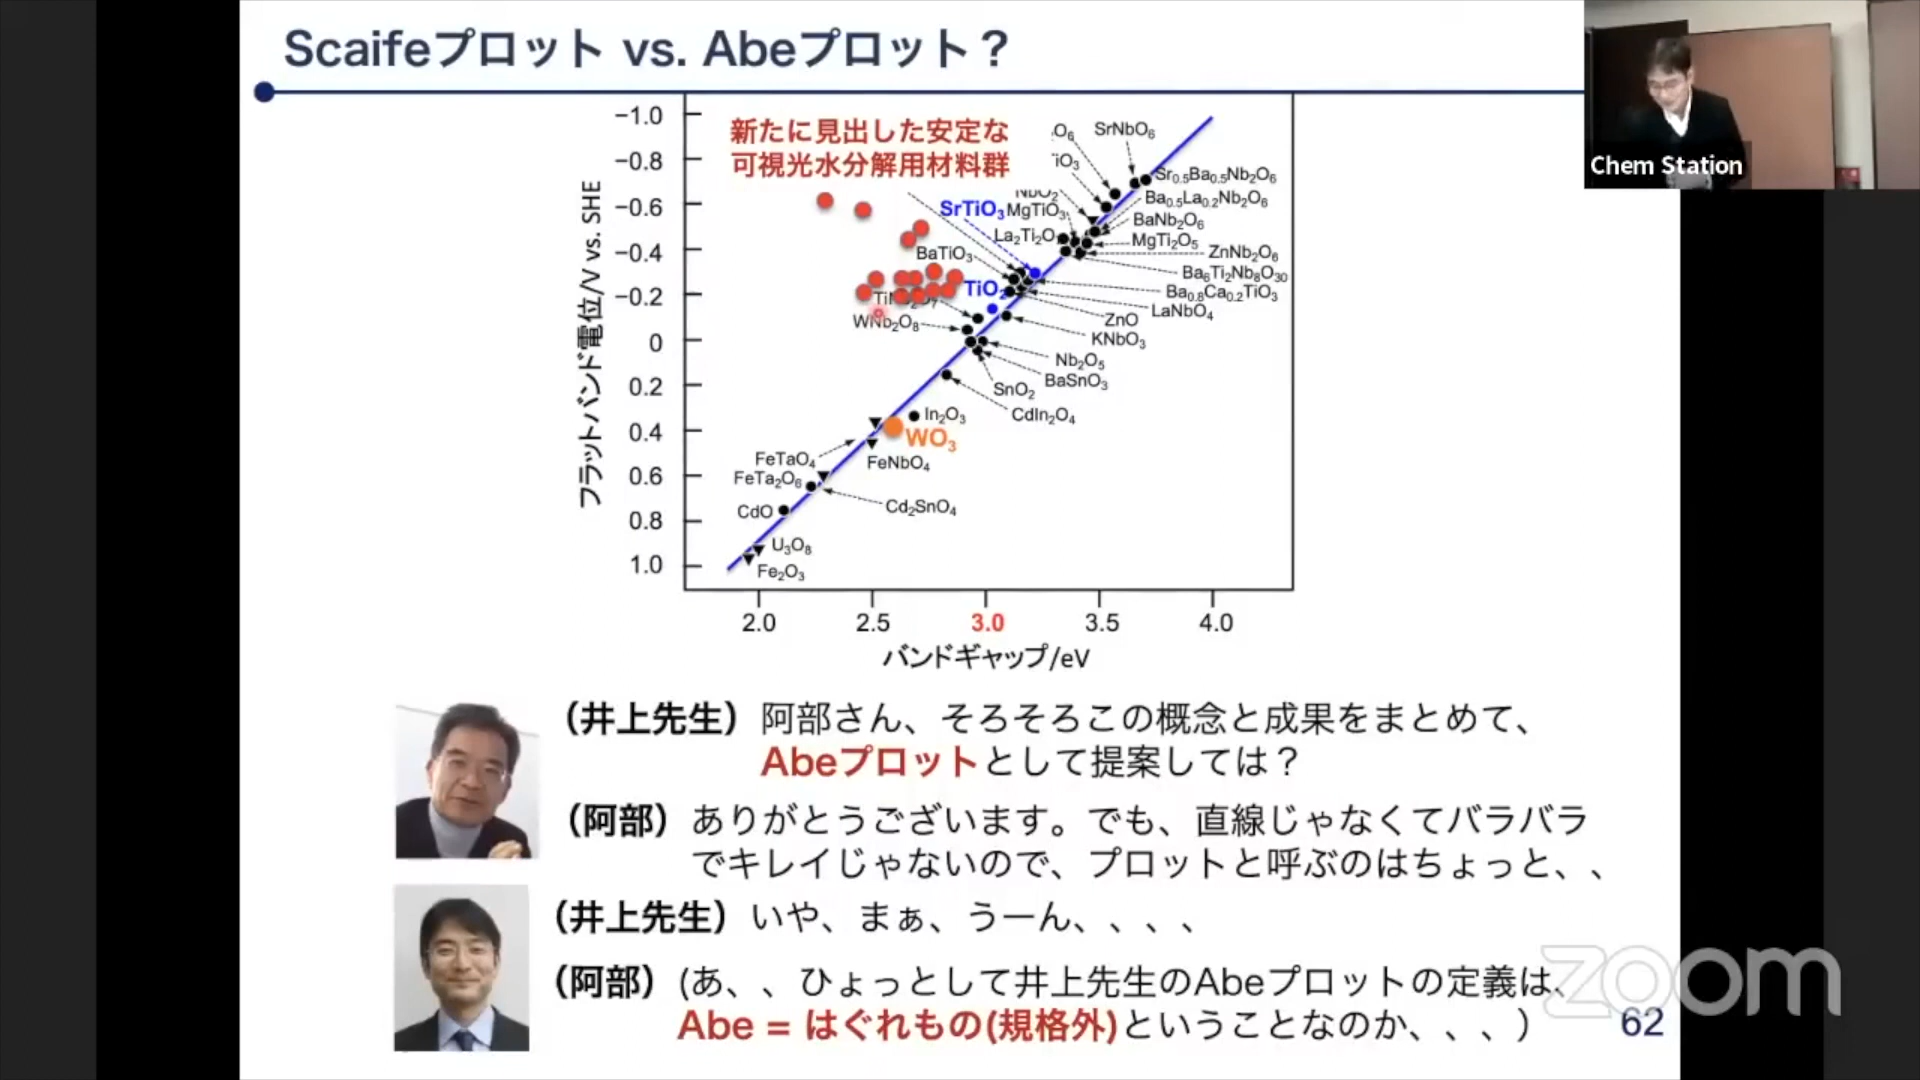 Scaifeプロット vs. Abeプロット？
Chem Station
新たに見出した安定な
可視光水分解用材料群
フラットバンド電位/V vs. SHE
−1.0
−0.8
−0.6
−0.4
−0.2
0
0.2
0.4
0.6
0.8
1.0
O₆
SrNbO₆
iO₃
Sr₀.₅Ba₀.₅Nb₂O₆
NbO₂
Ba₀.₅La₀.₂Nb₂O₆
SrTiO₃
MgTiO₃
BaNb₂O₆
La₂Ti₂O
MgTi₂O₅
BaTiO₃
ZnNb₂O₆
Ba₆Ti₂Nb₈O₃₀
TiO₂
Ba₀.₈Ca₀.₂TiO₃
LaNbO₄
WNb₂O₈
ZnO
KNbO₃
Nb₂O₅
BaSnO₃
SnO₂
CdIn₂O₄
In₂O₃
WO₃
FeTaO₄
FeNbO₄
FeTa₂O₆
Cd₂SnO₄
CdO
U₃O₈
Fe₂O₃
2.0 2.5 3.0 3.5 4.0
バンドギャップ/eV
（井上先生）阿部さん、そろそろこの概念と成果をまとめて、
Abeプロットとして提案しては？
（阿部）ありがとうございます。でも、直線じゃなくてバラバラ
でキレイじゃないので、プロットと呼ぶのはちょっと、、
（井上先生）いや、まぁ、うーん、、、、
（阿部）(あ、、ひょっとして井上先生のAbeプロットの定義は、
Abe = はぐれもの(規格外)ということなのか、、、）
zoom
62